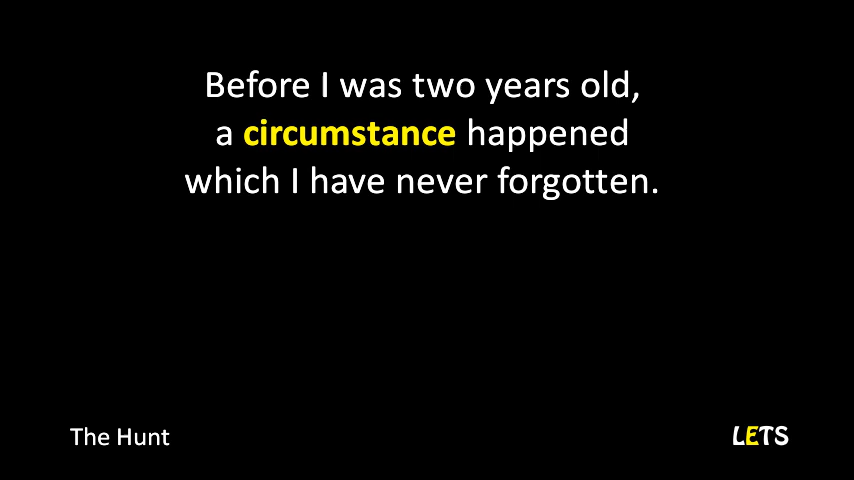 Before I was two years old,
a circumstance happened
which I have never forgotten.
The Hunt
LETS